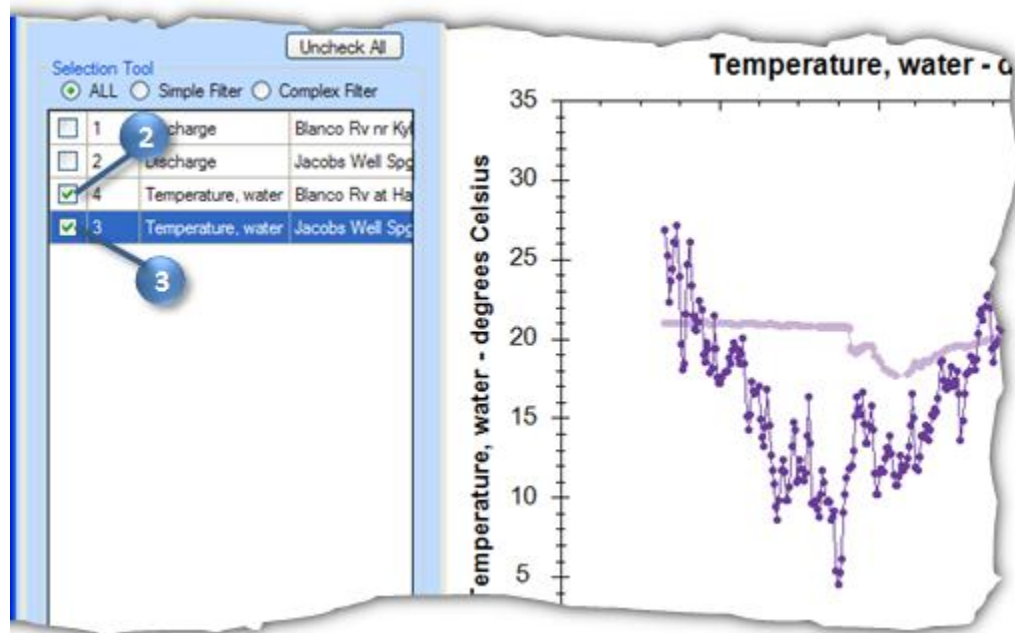 Uncheck All
Selection Tool
ALL Simple Filter Complex Filter
1 charge Blanco Rv nr Ky
2 Discharge Jacobs Well Spg
4 Temperature, water Blanco Rv at Ha
3 Temperature, water Jacobs Well Spg
2
3
Temperature, water - d
Temperature, water - degrees Celsius
35
30
25
20
15
10
5